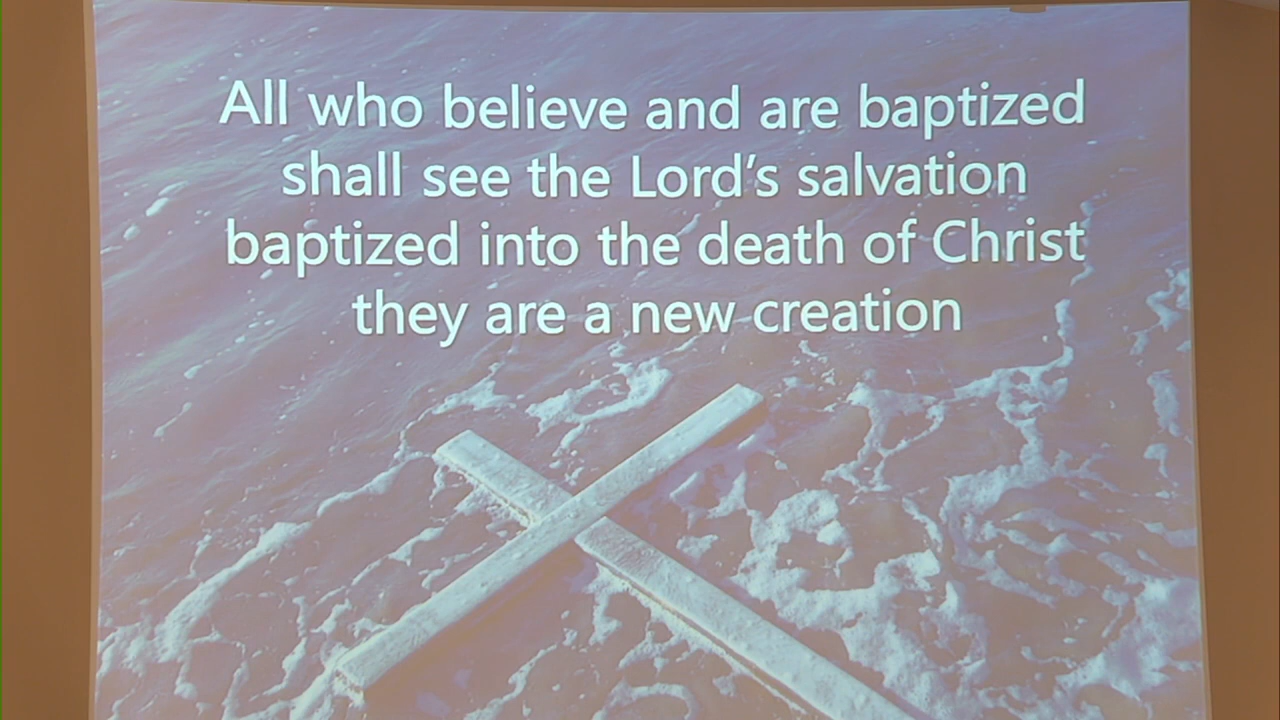 All who believe and are baptized
shall see the Lord's salvation
baptized into the death of Christ
they are a new creation